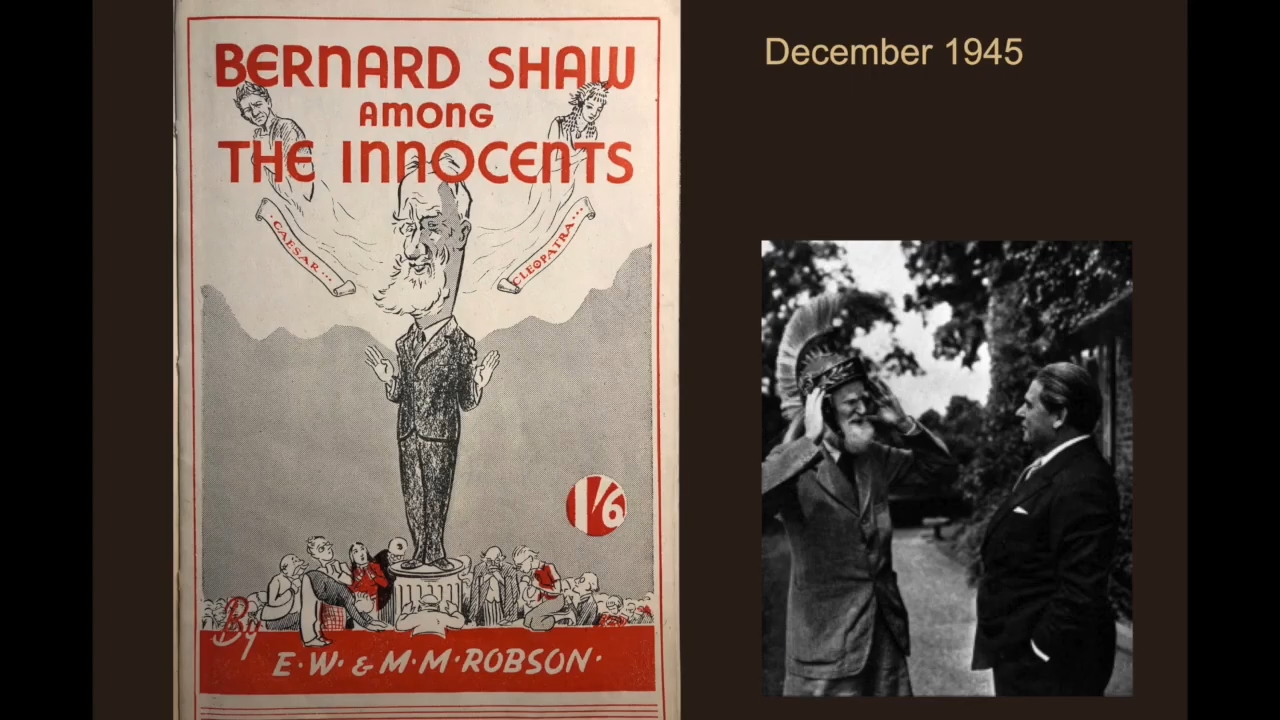 BERNARD SHAW
AMONG
THE INNOCENTS
CAESAR...
CLEOPATRA...
1/6
By
E.W. & M.M. ROBSON.
December 1945